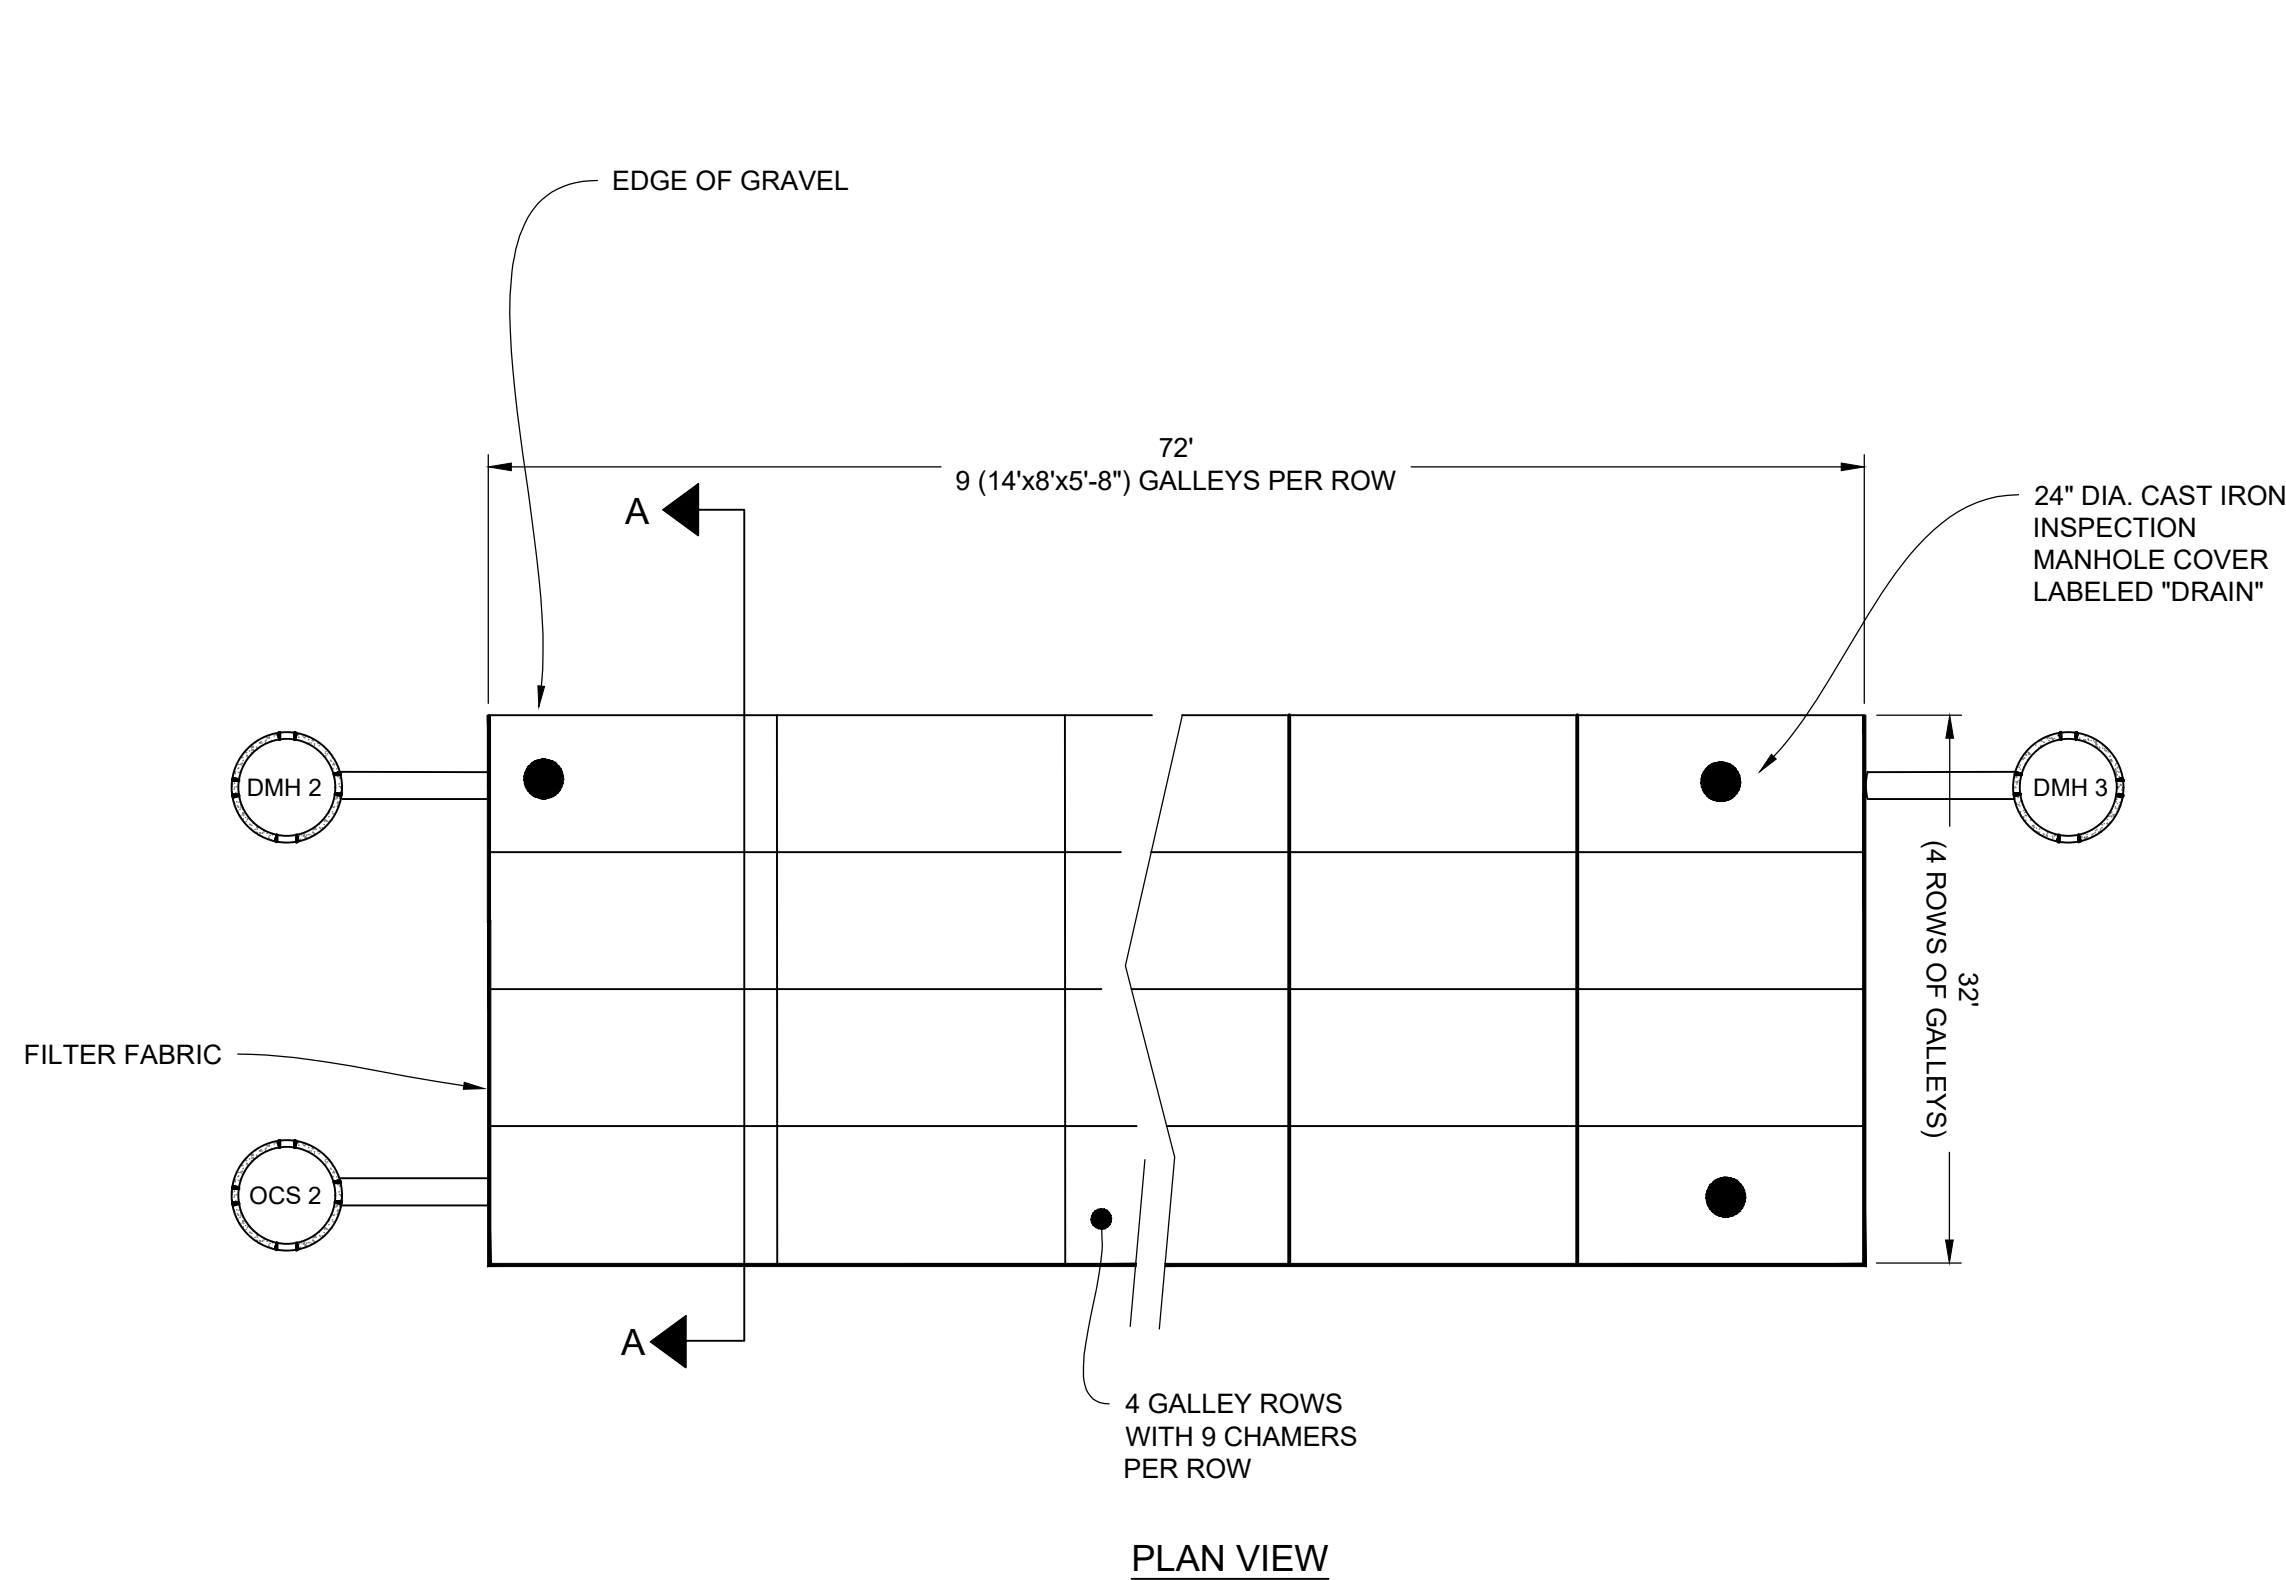 EDGE OF GRAVEL
72'
9 (14'x8'x5'-8") GALLEYS PER ROW
A
24" DIA. CAST IRON
INSPECTION
MANHOLE COVER
LABELED "DRAIN"
DMH 2
DMH 3
32'
(4 ROWS OF GALLEYS)
FILTER FABRIC
OCS 2
A
4 GALLEY ROWS
WITH 9 CHAMERS
PER ROW
PLAN VIEW